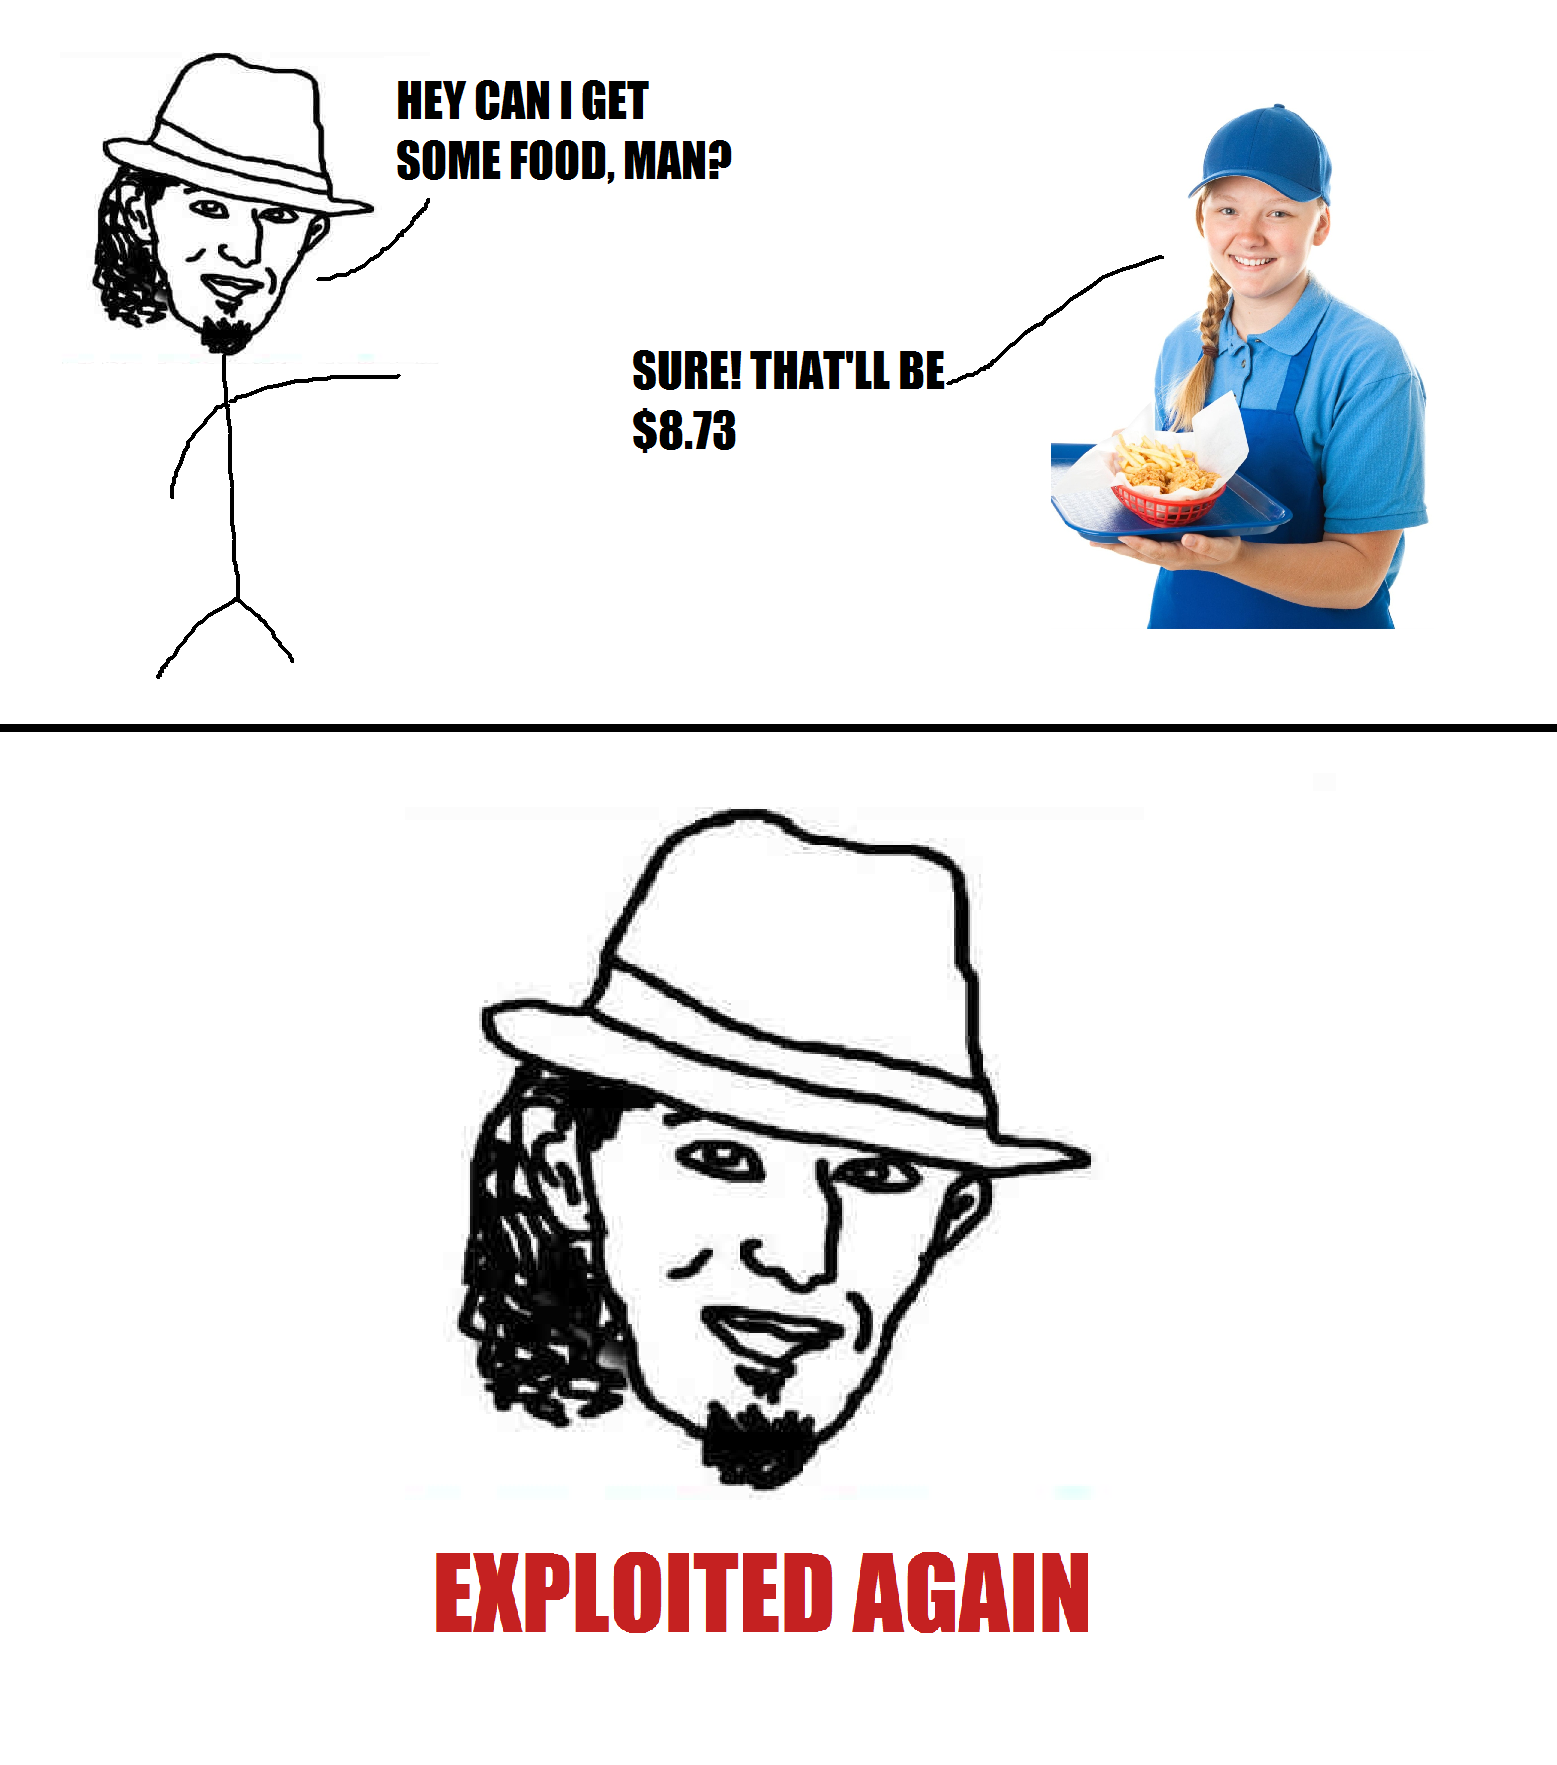 HEY CAN I GET
SOME FOOD, MAN?
SURE! THAT'LL BE
$8.73
EXPLOITED AGAIN